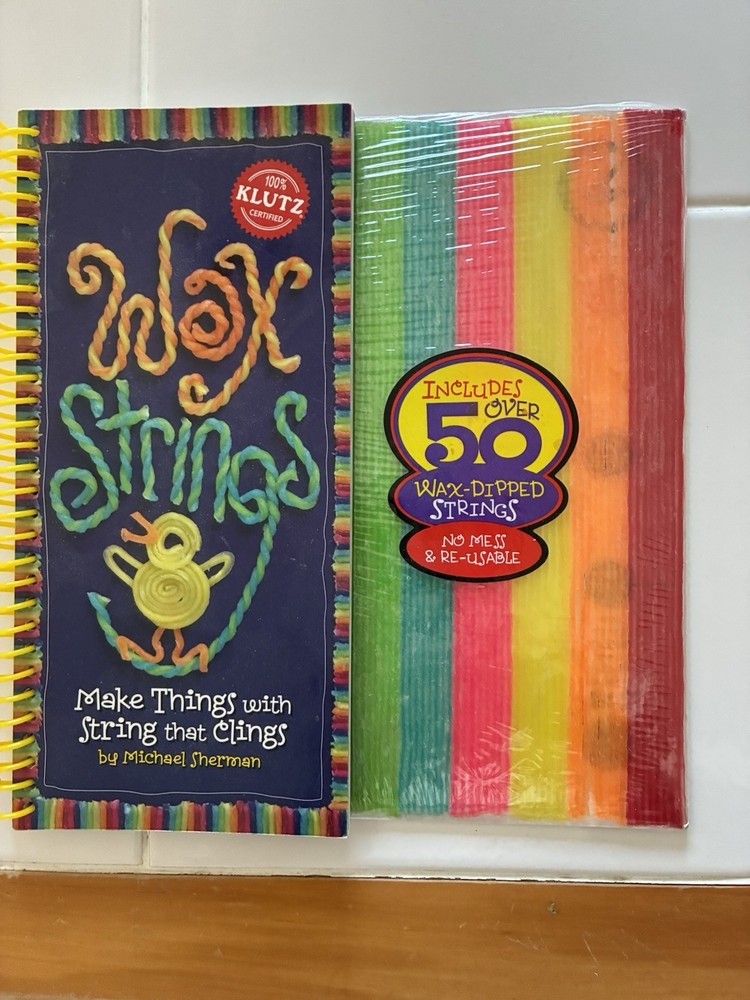 100%
KLUTZ
CERTIFIED
Wax
Strings
Make Things with
String that Clings
by Michael Sherman
INCLUDES
OVER
50
WAX-DIPPED
STRINGS
NO MESS
& RE-USABLE